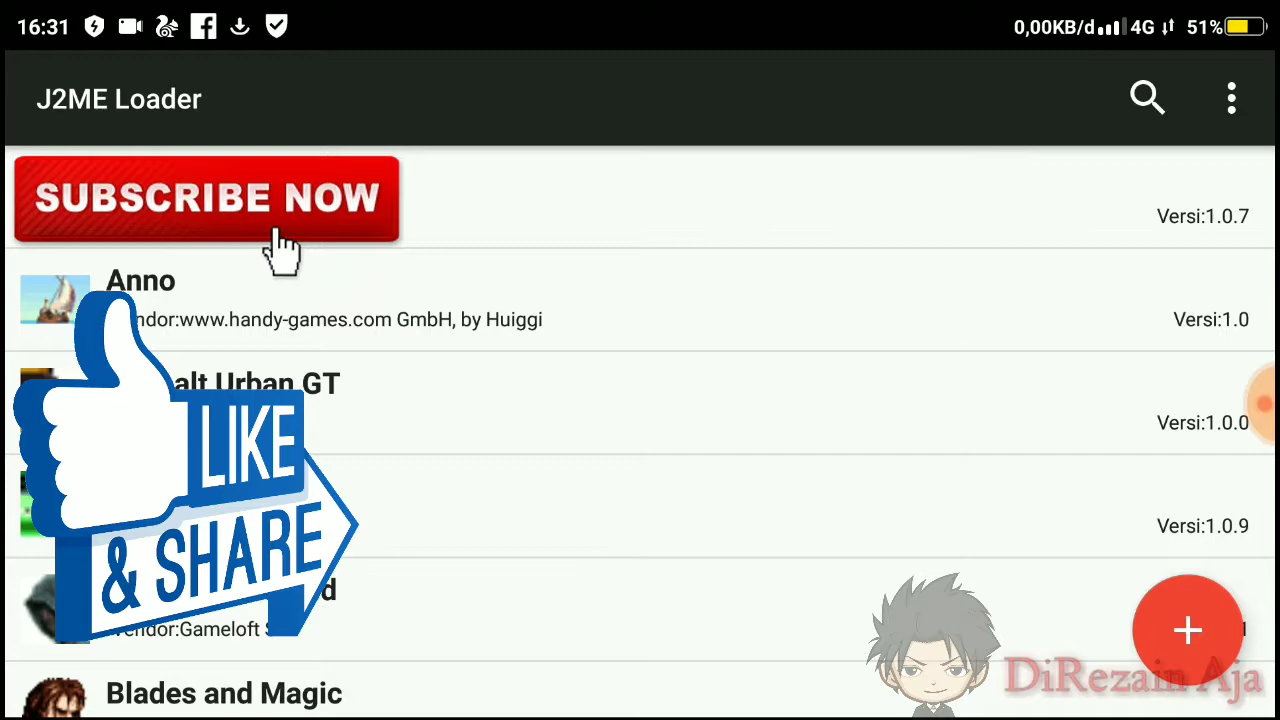 16:31 0,00KB/d 4G 51%
J2ME Loader
SUBSCRIBE NOW
Versi:1.0.7
Anno
ndor:www.handy-games.com GmbH, by Huiggi Versi:1.0
alt Urban GT
Versi:1.0.0
LIKE
Versi:1.0.9
& SHARE
d
Vendor:Gameloft S
DiRezain Aja
Blades and Magic